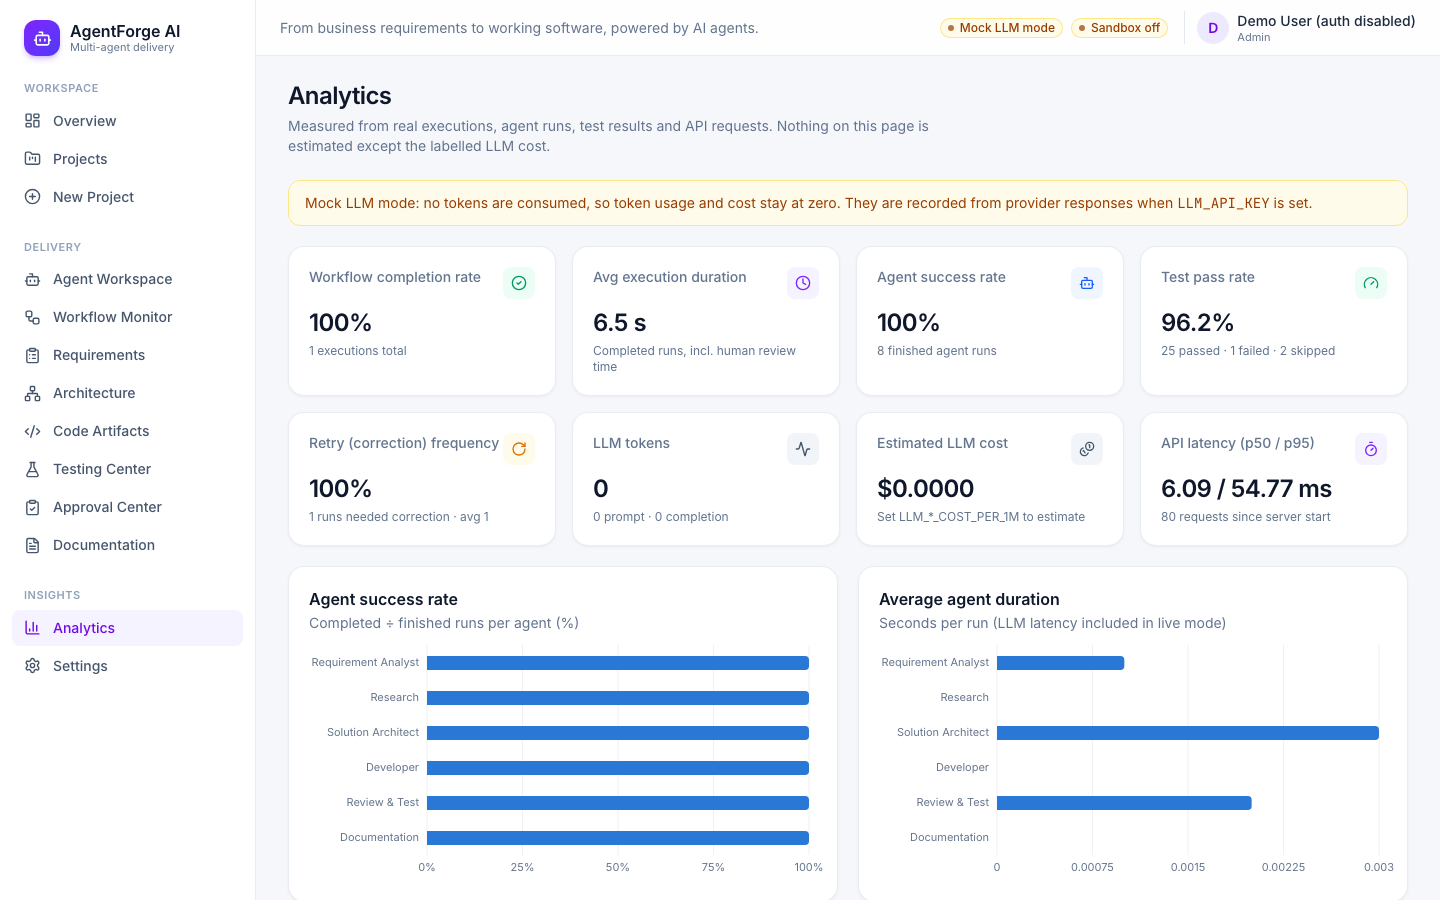 AgentForge AI
Multi-agent delivery
WORKSPACE
Overview
Projects
New Project
DELIVERY
Agent Workspace
Workflow Monitor
Requirements
Architecture
Code Artifacts
Testing Center
Approval Center
Documentation
INSIGHTS
Analytics
Settings
From business requirements to working software, powered by AI agents.
Mock LLM mode
Sandbox off
D
Demo User (auth disabled)
Admin
Analytics
Measured from real executions, agent runs, test results and API requests. Nothing on this page is
estimated except the labelled LLM cost.
Mock LLM mode: no tokens are consumed, so token usage and cost stay at zero. They are recorded from provider responses when LLM_API_KEY is set.
Workflow completion rate
100%
1 executions total
Avg execution duration
6.5 s
Completed runs, incl. human review
time
Agent success rate
100%
8 finished agent runs
Test pass rate
96.2%
25 passed · 1 failed · 2 skipped
Retry (correction) frequency
100%
1 runs needed correction · avg 1
LLM tokens
0
0 prompt · 0 completion
Estimated LLM cost
$0.0000
Set LLM_*_COST_PER_1M to estimate
API latency (p50 / p95)
6.09 / 54.77 ms
80 requests since server start
Agent success rate
Completed ÷ finished runs per agent (%)
Requirement Analyst
Research
Solution Architect
Developer
Review & Test
Documentation
0% 25% 50% 75% 100%
Average agent duration
Seconds per run (LLM latency included in live mode)
Requirement Analyst
Research
Solution Architect
Developer
Review & Test
Documentation
0 0.00075 0.0015 0.00225 0.003